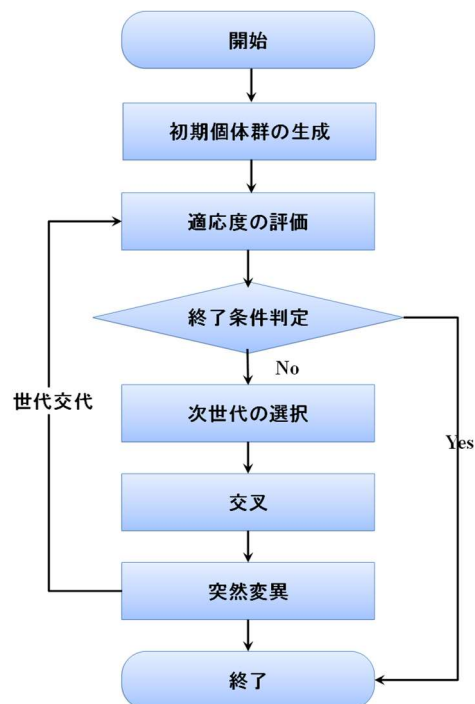 開始
初期個体群の生成
適応度の評価
終了条件判定
No
次世代の選択
世代交代
Yes
交叉
突然変異
終了